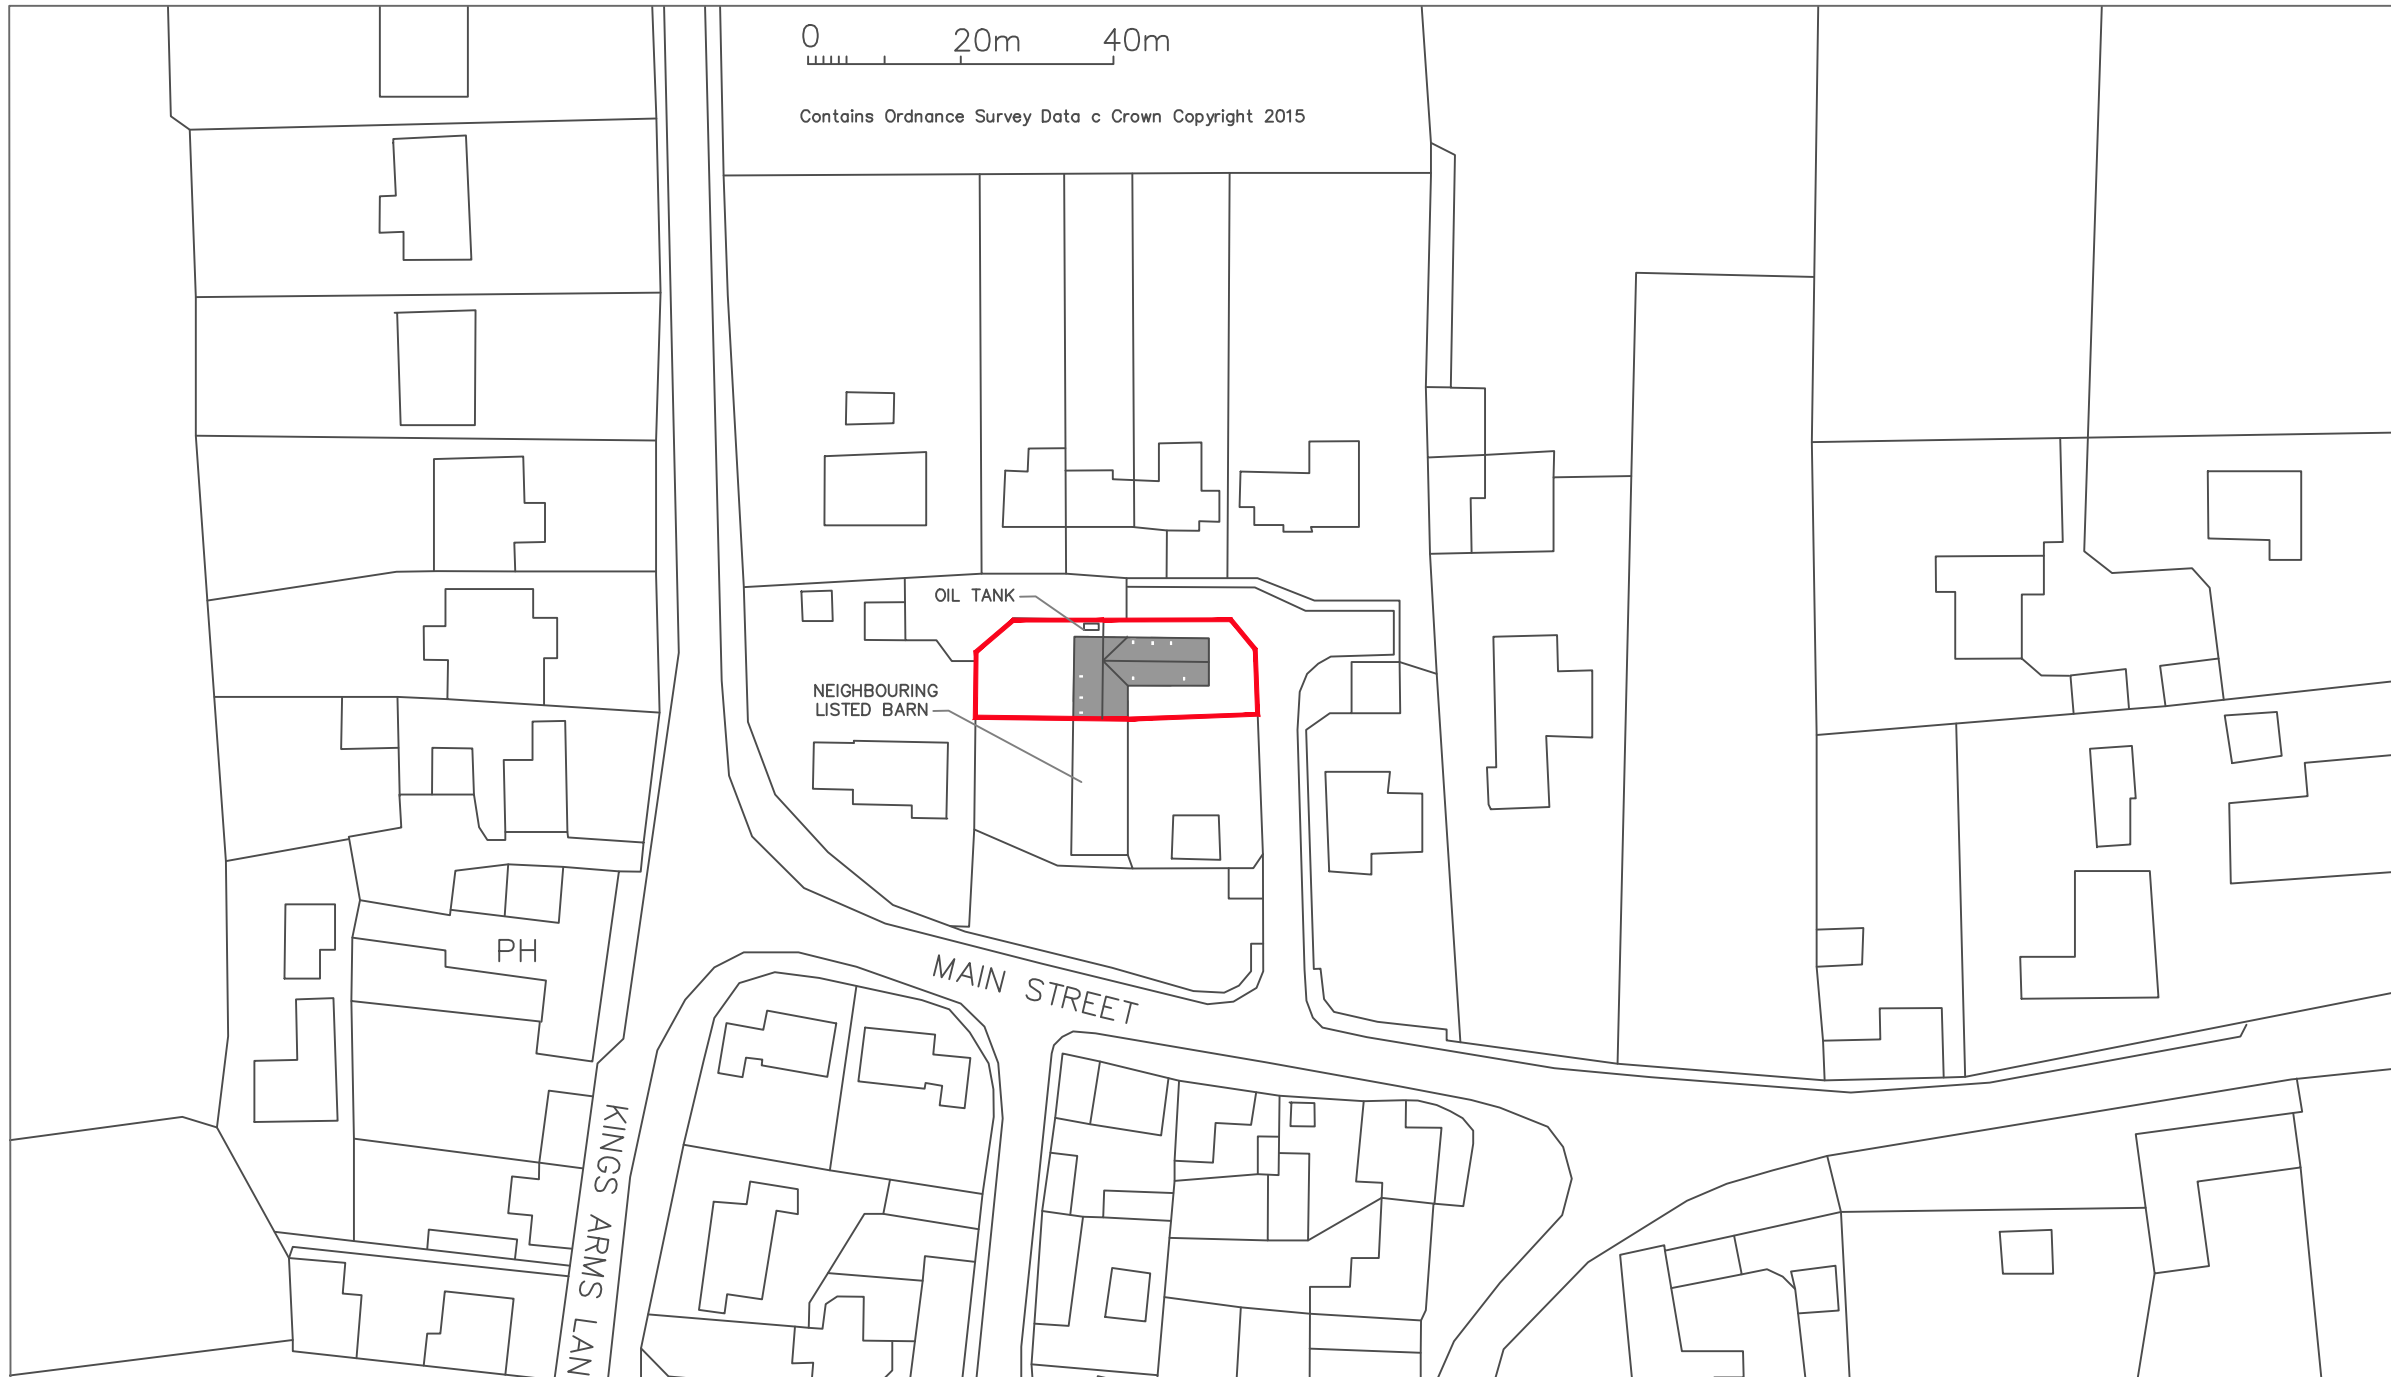 0 20m 40m
Contains Ordnance Survey Data c Crown Copyright 2015
OIL TANK
NEIGHBOURING
LISTED BARN
PH
MAIN STREET
KINGS ARMS LAN